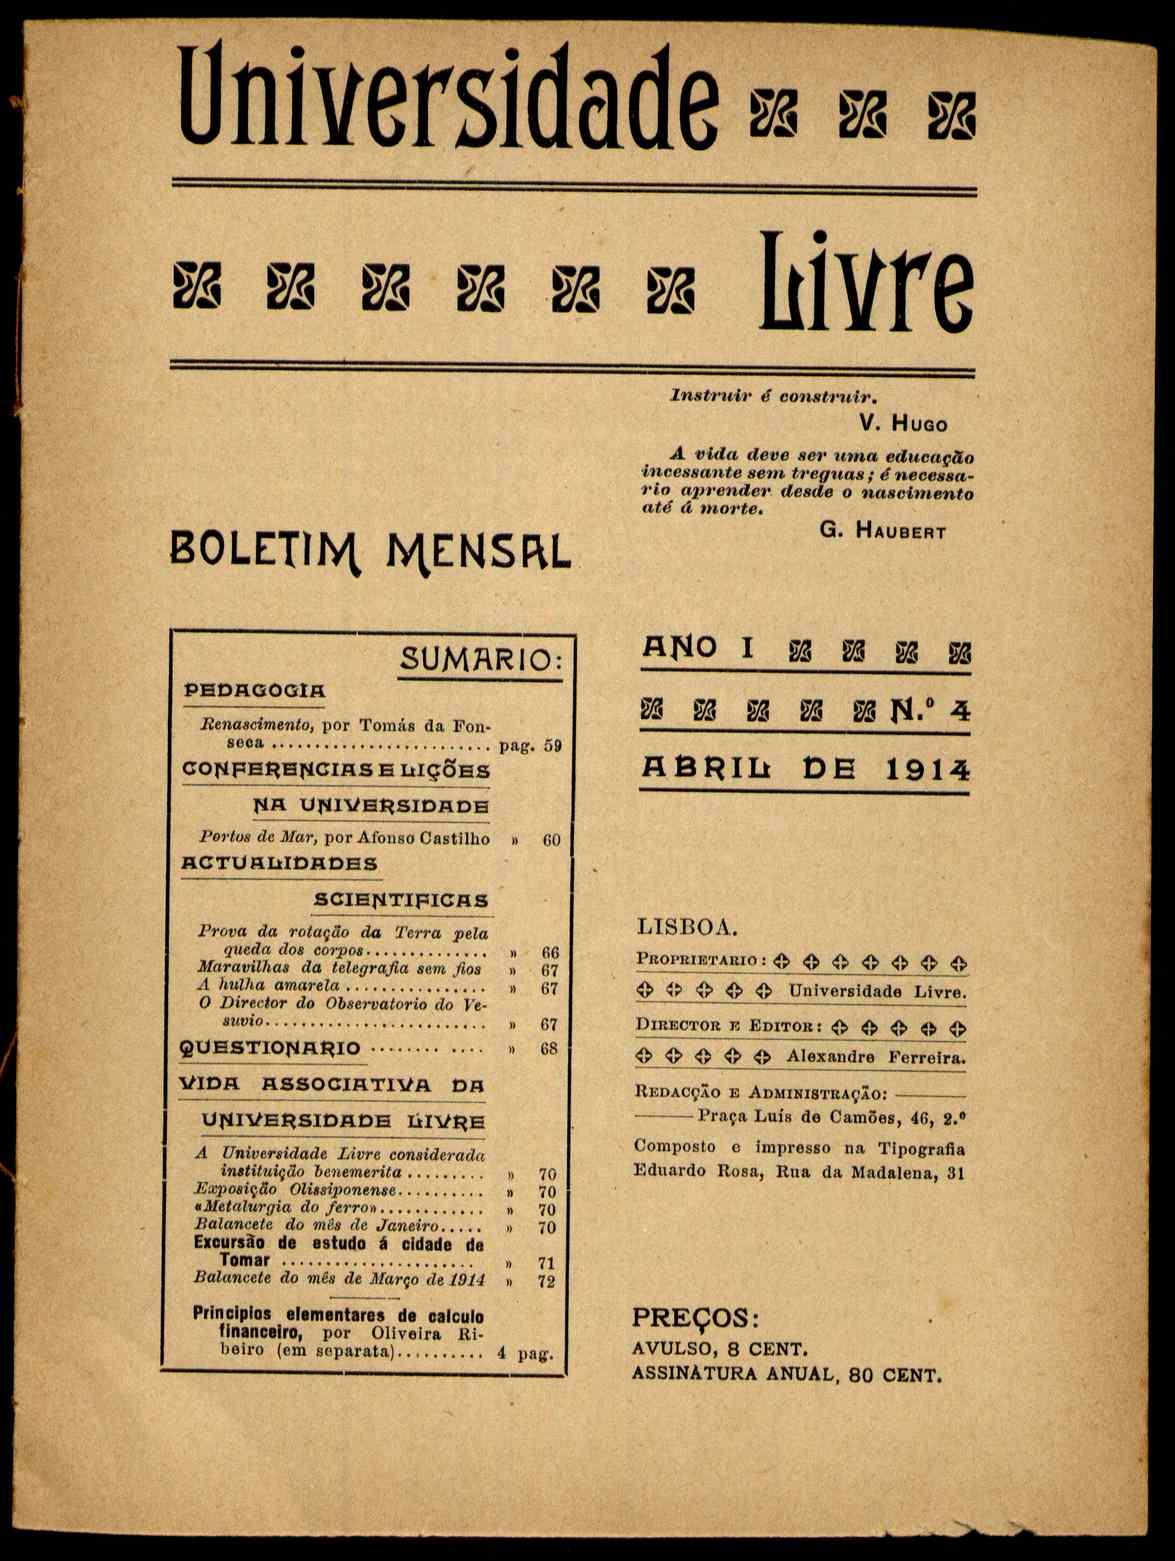 Universidade
Livre
Instruir é construir.
V. HUGO
A vida deve ser uma educação
incessante sem treguas; é necessa-
rio aprender desde o nascimento
até á morte.
G. HAUBERT
BOLETIM MENSAL
SUMARIO:
PEDAGOGIA
Renascimento, por Tomás da Fon-
seca ........................ pag. 59
CONFERENCIAS E LIÇÕES
NA UNIVERSIDADE
Portos de Mar, por Afonso Castilho » 60
ACTUALIDADES
SCIENTIFICAS
Prova da rotação da Terra pela
queda dos corpos.............. » 66
Maravilhas da telegrafia sem fios » 67
A hulha amarela ................ » 67
O Director do Observatorio do Ve-
suvio......................... » 67
QUESTIONARIO ........ .... » 68
VIDA ASSOCIATIVA DA
UNIVERSIDADE LIVRE
A Universidade Livre considerada
instituição benemerita ......... » 70
Exposição Olissiponense.......... » 70
«Metalurgia do ferro»............ » 70
Balancete do mês de Janeiro..... » 70
Excursão de estudo á cidade de
Tomar ...................... » 71
Balancete do mês de Março de 1914 » 72
Principios elementares de calculo
financeiro, por Oliveira Ri-
beiro (em separata).......... 4 pag.
ANO I
N.º 4
ABRIL DE 1914
LISBOA.
PROPRIETARIO:
Universidade Livre.
DIRECTOR E EDITOR:
Alexandre Ferreira.
REDACÇÃO E ADMINISTRAÇÃO:
Praça Luís de Camões, 46, 2.º
Composto e impresso na Tipografia
Eduardo Rosa, Rua da Madalena, 31
PREÇOS:
AVULSO, 8 CENT.
ASSINATURA ANUAL, 80 CENT.